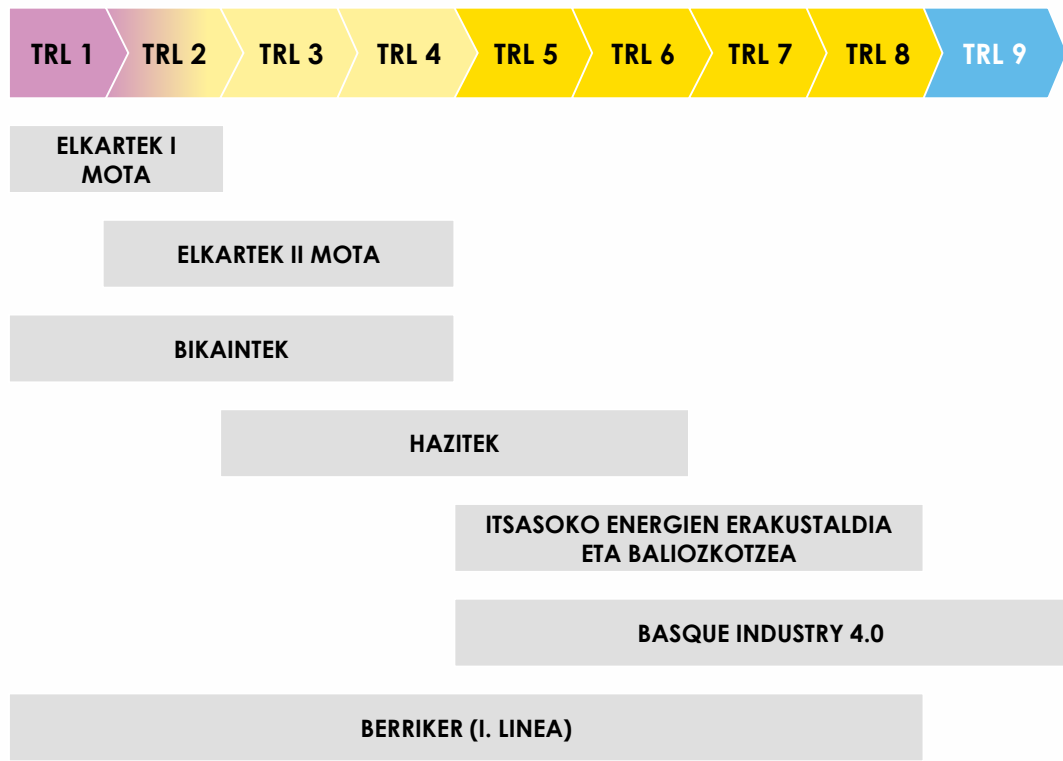 TRL 1 TRL 2 TRL 3 TRL 4 TRL 5 TRL 6 TRL 7 TRL 8 TRL 9
ELKARTEK I
MOTA
ELKARTEK II MOTA
BIKAINTEK
HAZITEK
ITSASOKO ENERGIEN ERAKUSTALDIA
ETA BALIOZKOTZEA
BASQUE INDUSTRY 4.0
BERRIKER (I. LINEA)